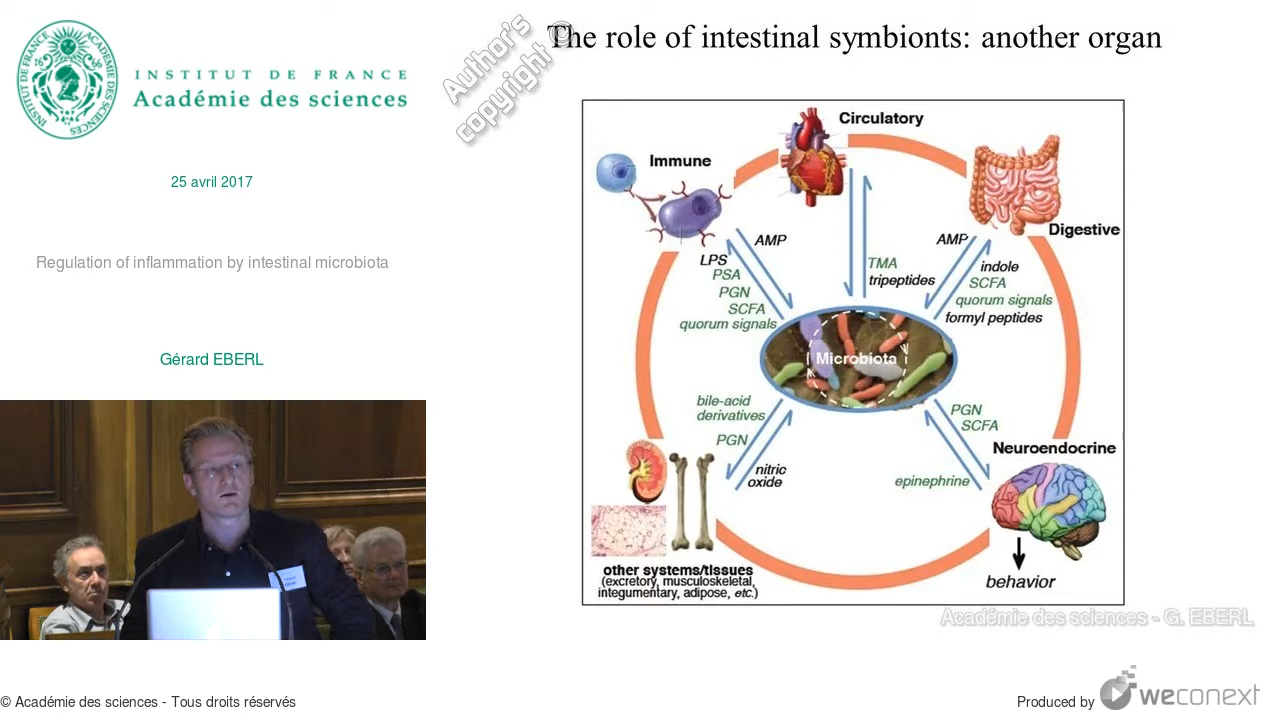 INSTITUT DE FRANCE
Académie des sciences
25 avril 2017
Regulation of inflammation by intestinal microbiota
Gérard EBERL
Author's
copyright ©
The role of intestinal symbionts: another organ
Circulatory
Immune
Digestive
AMP
LPS
PSA
PGN
SCFA
quorum signals
TMA
tripeptides
AMP
indole
SCFA
quorum signals
formyl peptides
Microbiota
bile-acid
derivatives
PGN
nitric
oxide
PGN
SCFA
epinephrine
Neuroendocrine
behavior
other systems/tissues
(excretory, musculoskeletal,
integumentary, adipose, etc.)
Académie des sciences - G. EBERL
© Académie des sciences - Tous droits réservés
Produced by
weconext